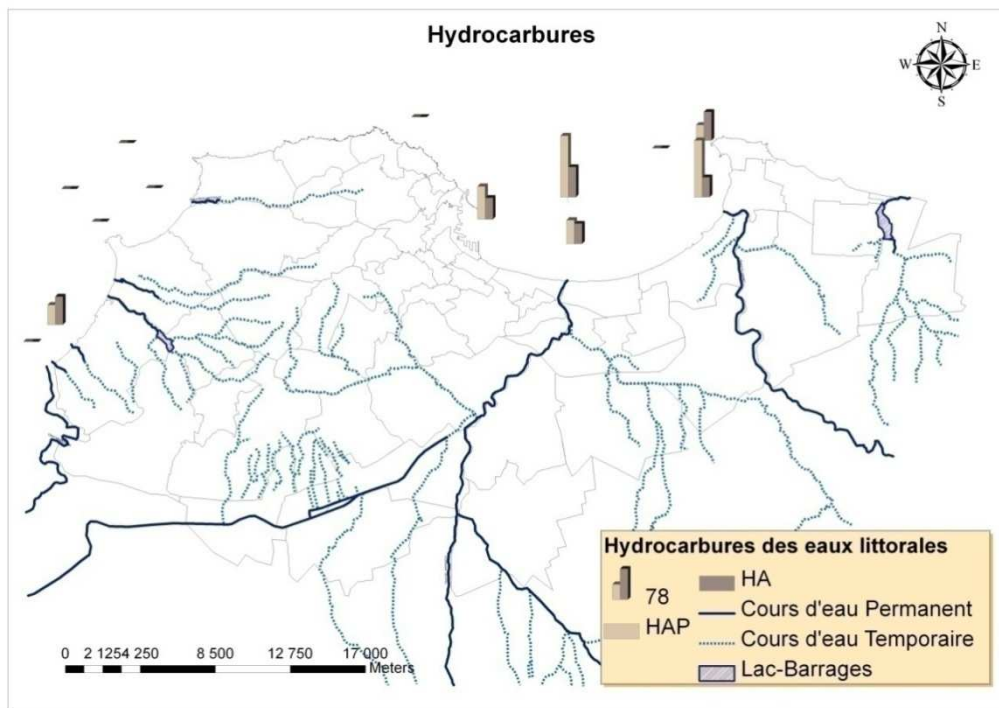 Hydrocarbures
N
W E
S
Hydrocarbures des eaux littorales
78
HAP
HA
Cours d'eau Permanent
Cours d'eau Temporaire
Lac-Barrages
0 2 1254 250 8 500 12 750 17 000
Meters